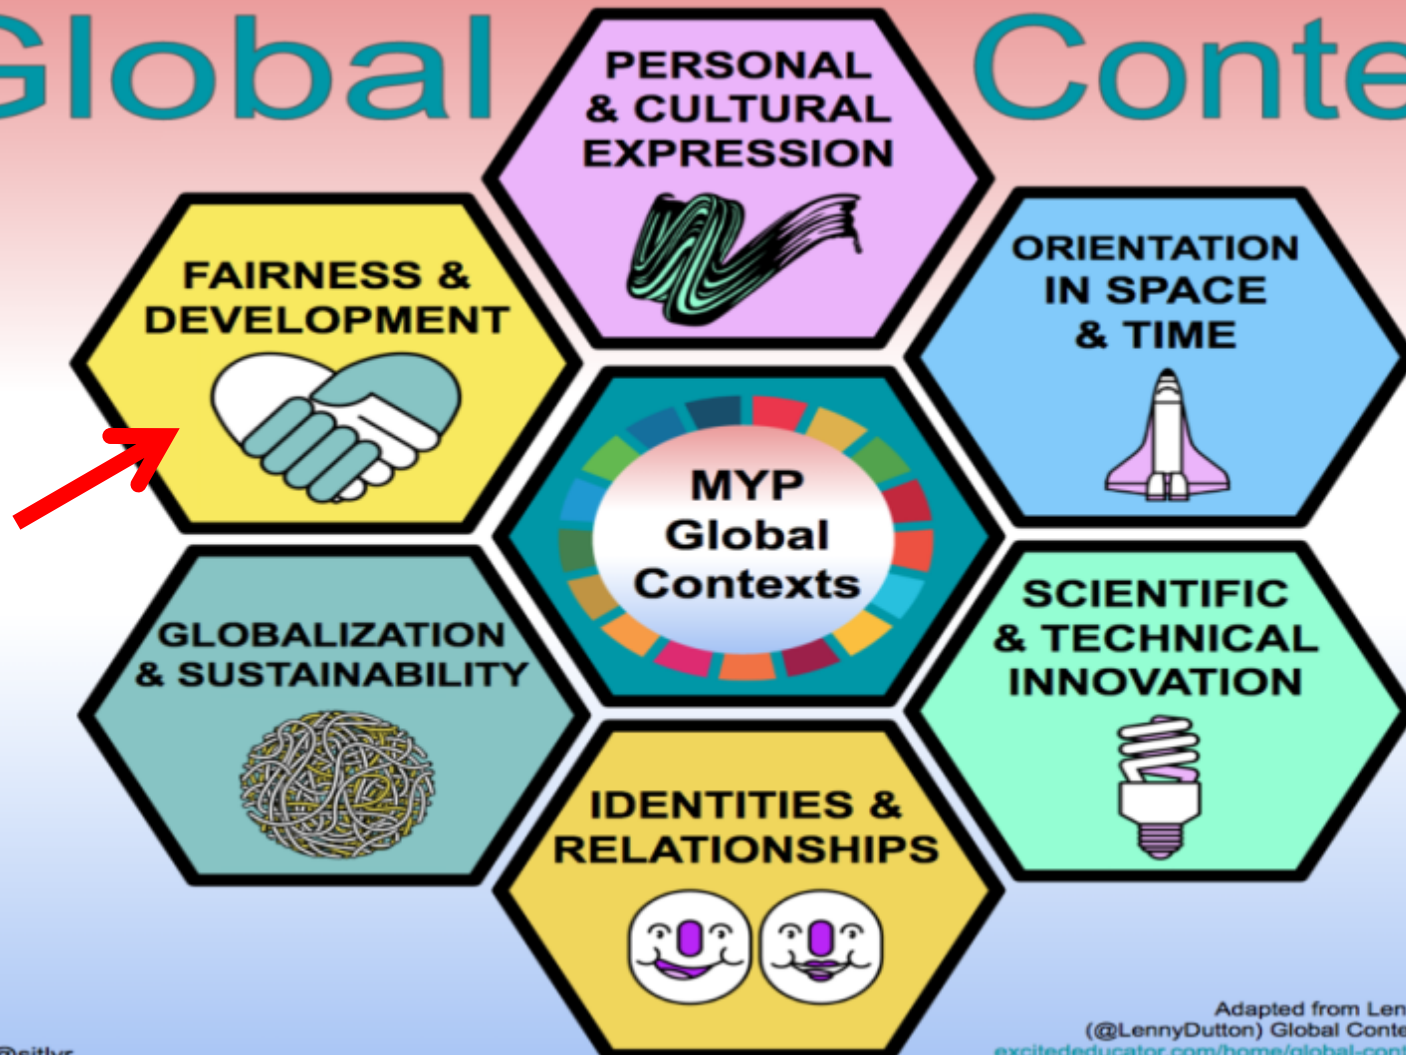 Global
PERSONAL
& CULTURAL
EXPRESSION
FAIRNESS &
DEVELOPMENT
ORIENTATION
IN SPACE
& TIME
MYP
Global
Contexts
GLOBALIZATION
& SUSTAINABILITY
SCIENTIFIC
& TECHNICAL
INNOVATION
IDENTITIES &
RELATIONSHIPS
Adapted from
(@LennyDutton) Global